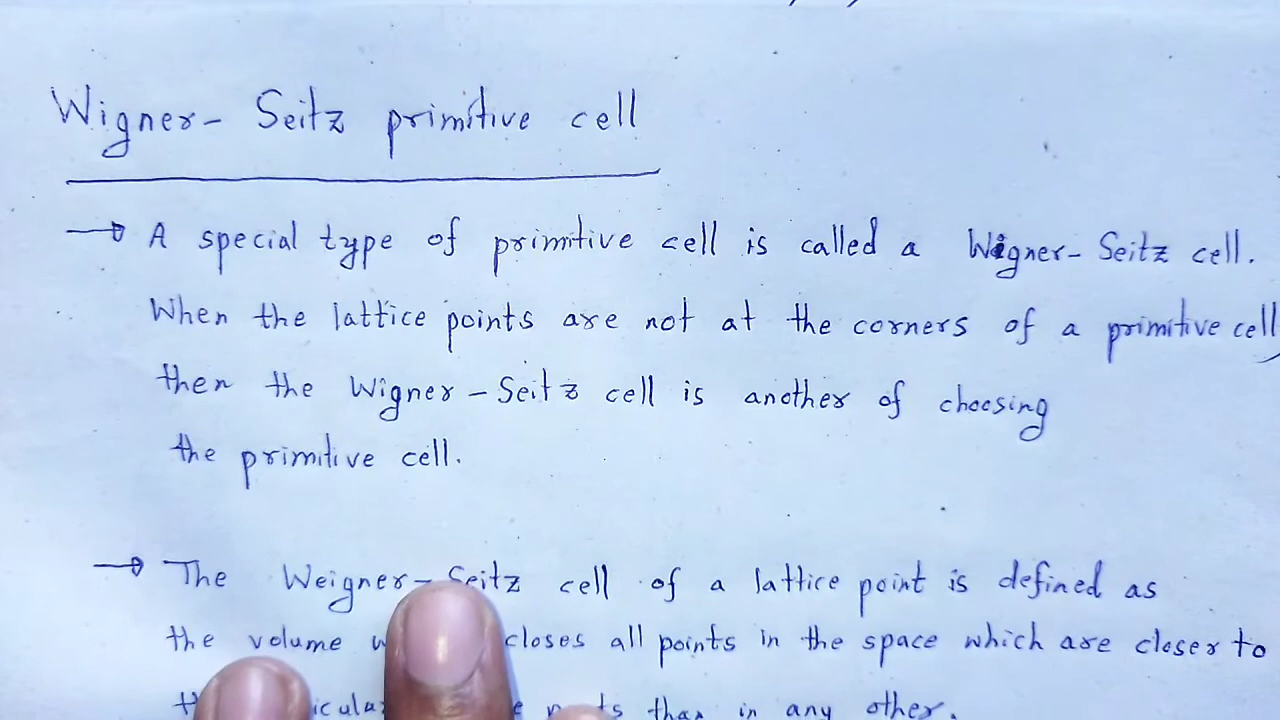 Wigner- Seitz primitive cell
→ A special type of primitive cell is called a Wigner- Seitz cell.
When the lattice points are not at the corners of a primitive cell
then the Wigner-Seitz cell is another of choosing
the primitive cell.
→ The Weigner-Seitz cell of a lattice point is defined as
the volume closes all points in the space which are closer to
than in any other.